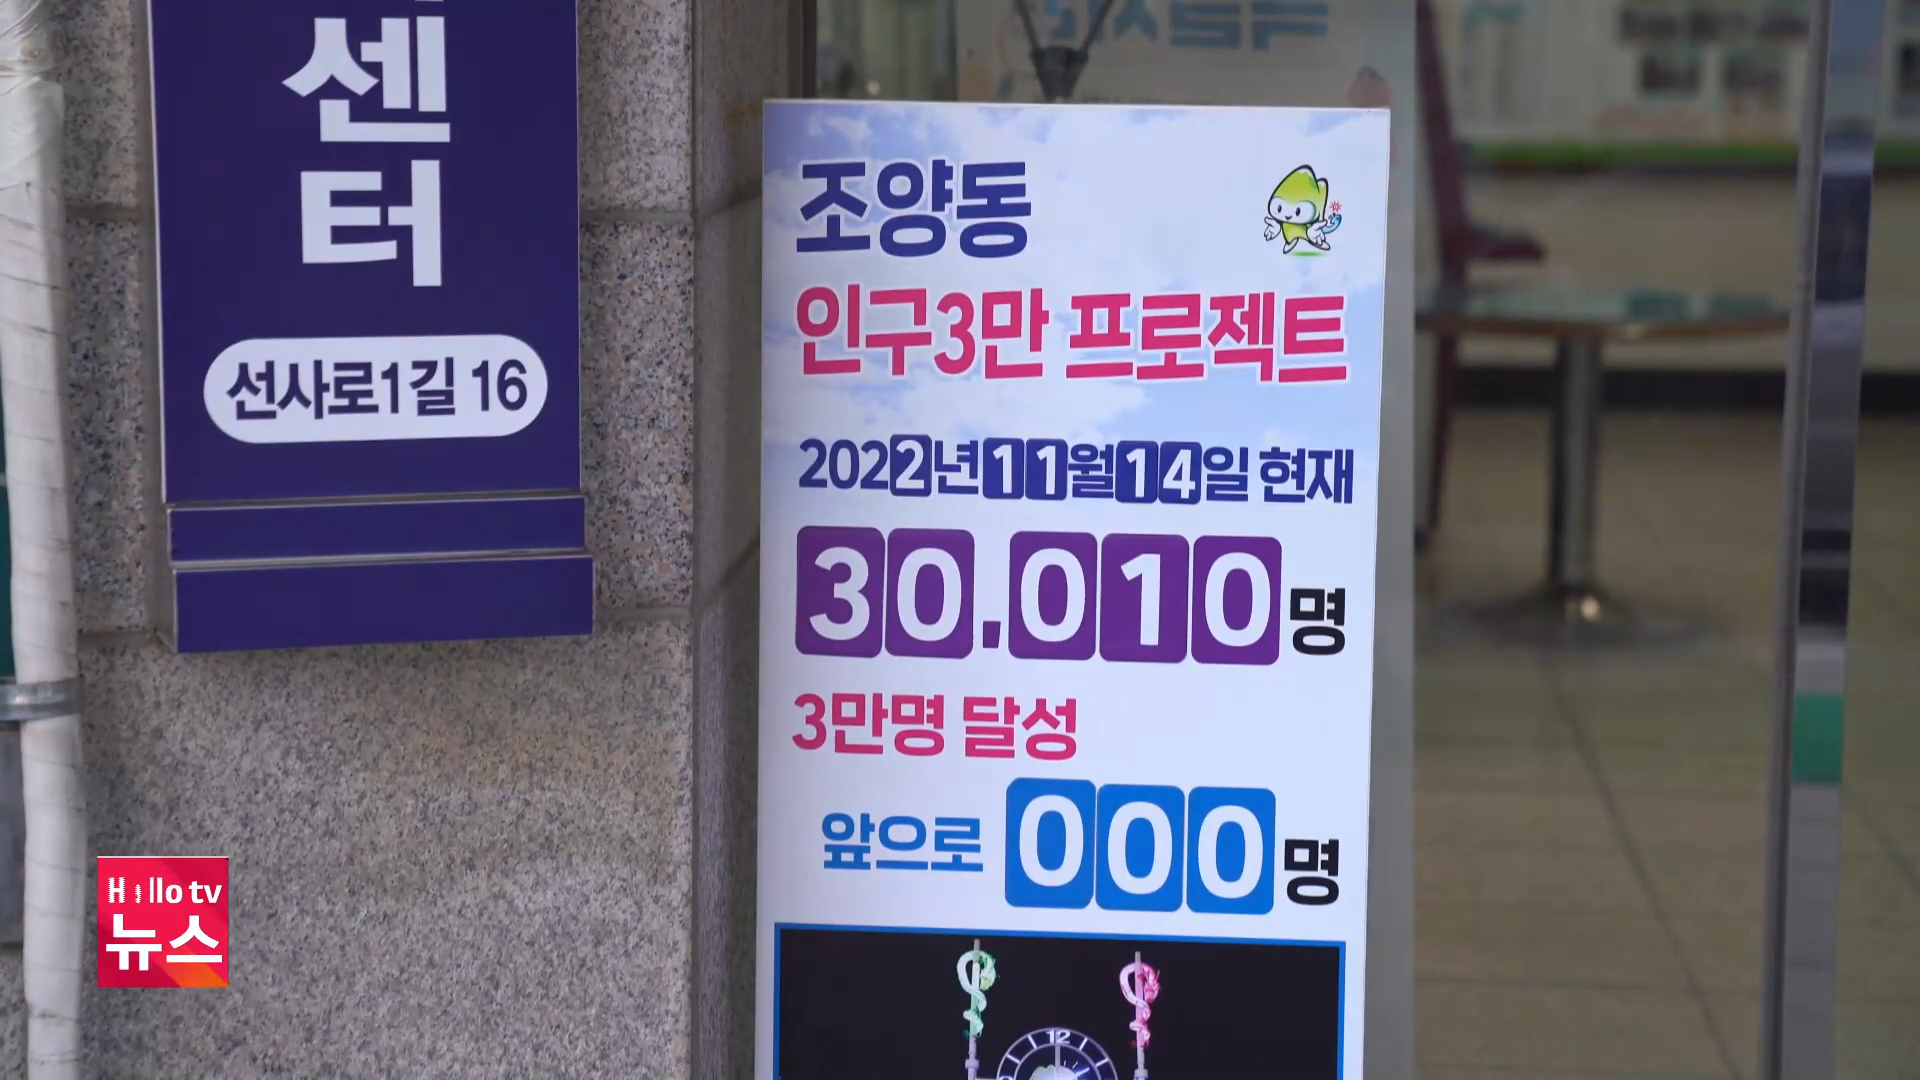 센터
선사로1길 16
조양동
인구3만 프로젝트
2022년11월14일 현재
30.010명
3만명 달성
앞으로 000명
12
Hello tv
뉴스